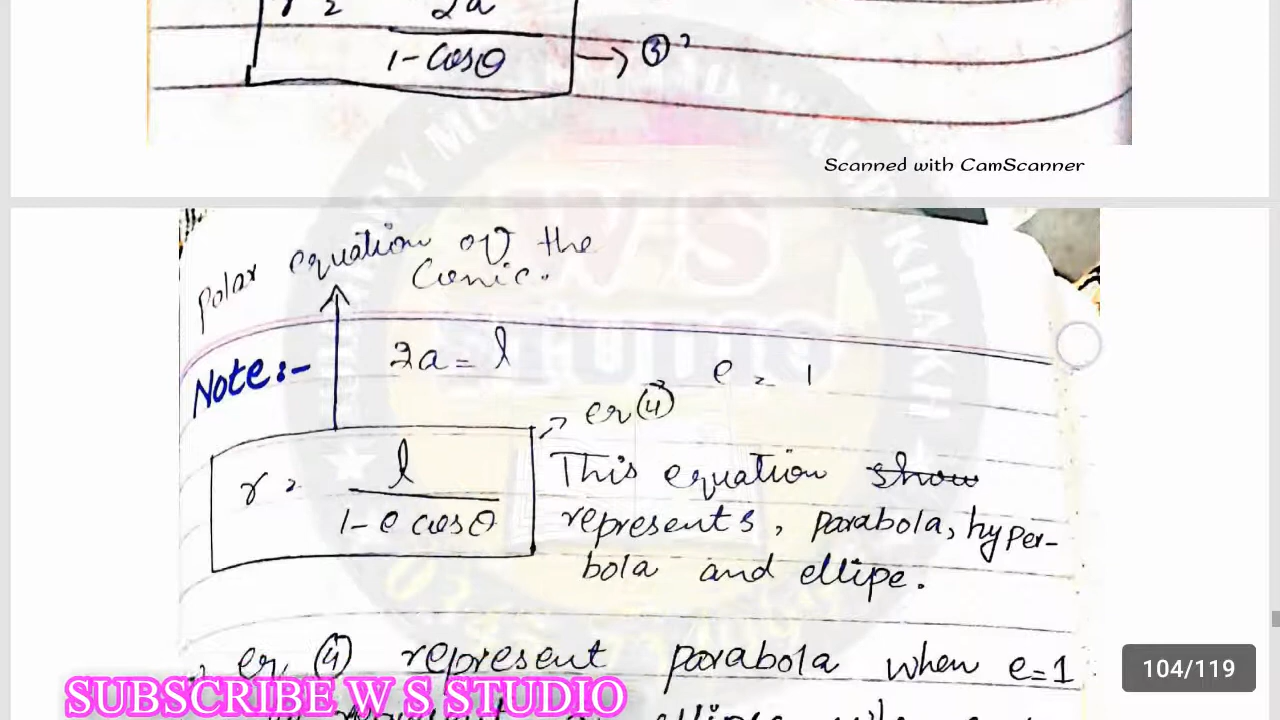 r = 2a
1-cosθ → ③
Scanned with CamScanner
polar equation of the
Conic.
Note:- 2a = l e = 1
→ er ④
r = l
1- e cosθ
This equation show
represents, parabola, hyper-
bola and ellipe.
er, ④ represent parabola when e=1
104/119
SUBSCRIBE W S STUDIO